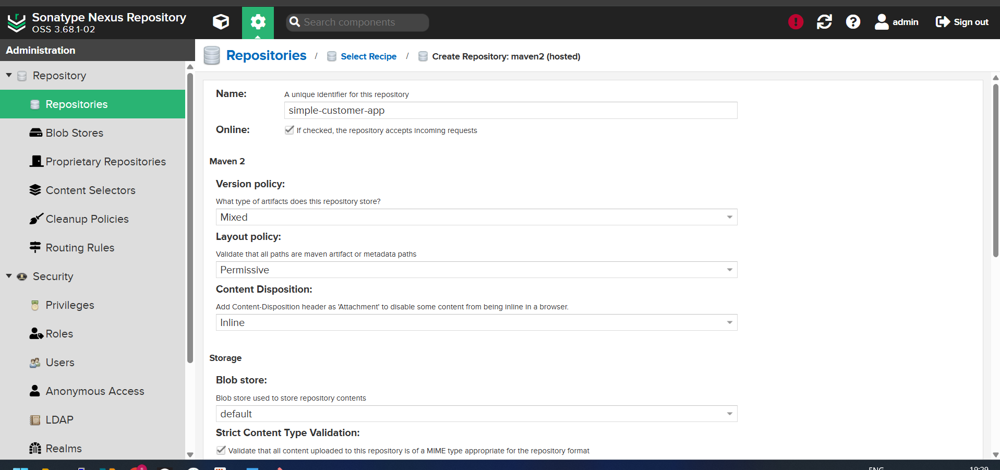 Sonatype Nexus Repository
OSS 3.68.1-02
Search components
admin
Sign out
Administration
Repository
Repositories
Blob Stores
Proprietary Repositories
Content Selectors
Cleanup Policies
Routing Rules
Security
Privileges
Roles
Users
Anonymous Access
LDAP
Realms
Repositories / Select Recipe / Create Repository: maven2 (hosted)
Name: A unique identifier for this repository
simple-customer-app
Online: If checked, the repository accepts incoming requests
Maven 2
Version policy:
What type of artifacts does this repository store?
Mixed
Layout policy:
Validate that all paths are maven artifact or metadata paths
Permissive
Content Disposition:
Add Content-Disposition header as 'Attachment' to disable some content from being inline in a browser.
Inline
Storage
Blob store:
Blob store used to store repository contents
default
Strict Content Type Validation:
Validate that all content uploaded to this repository is of a MIME type appropriate for the repository format
ENG
19:29